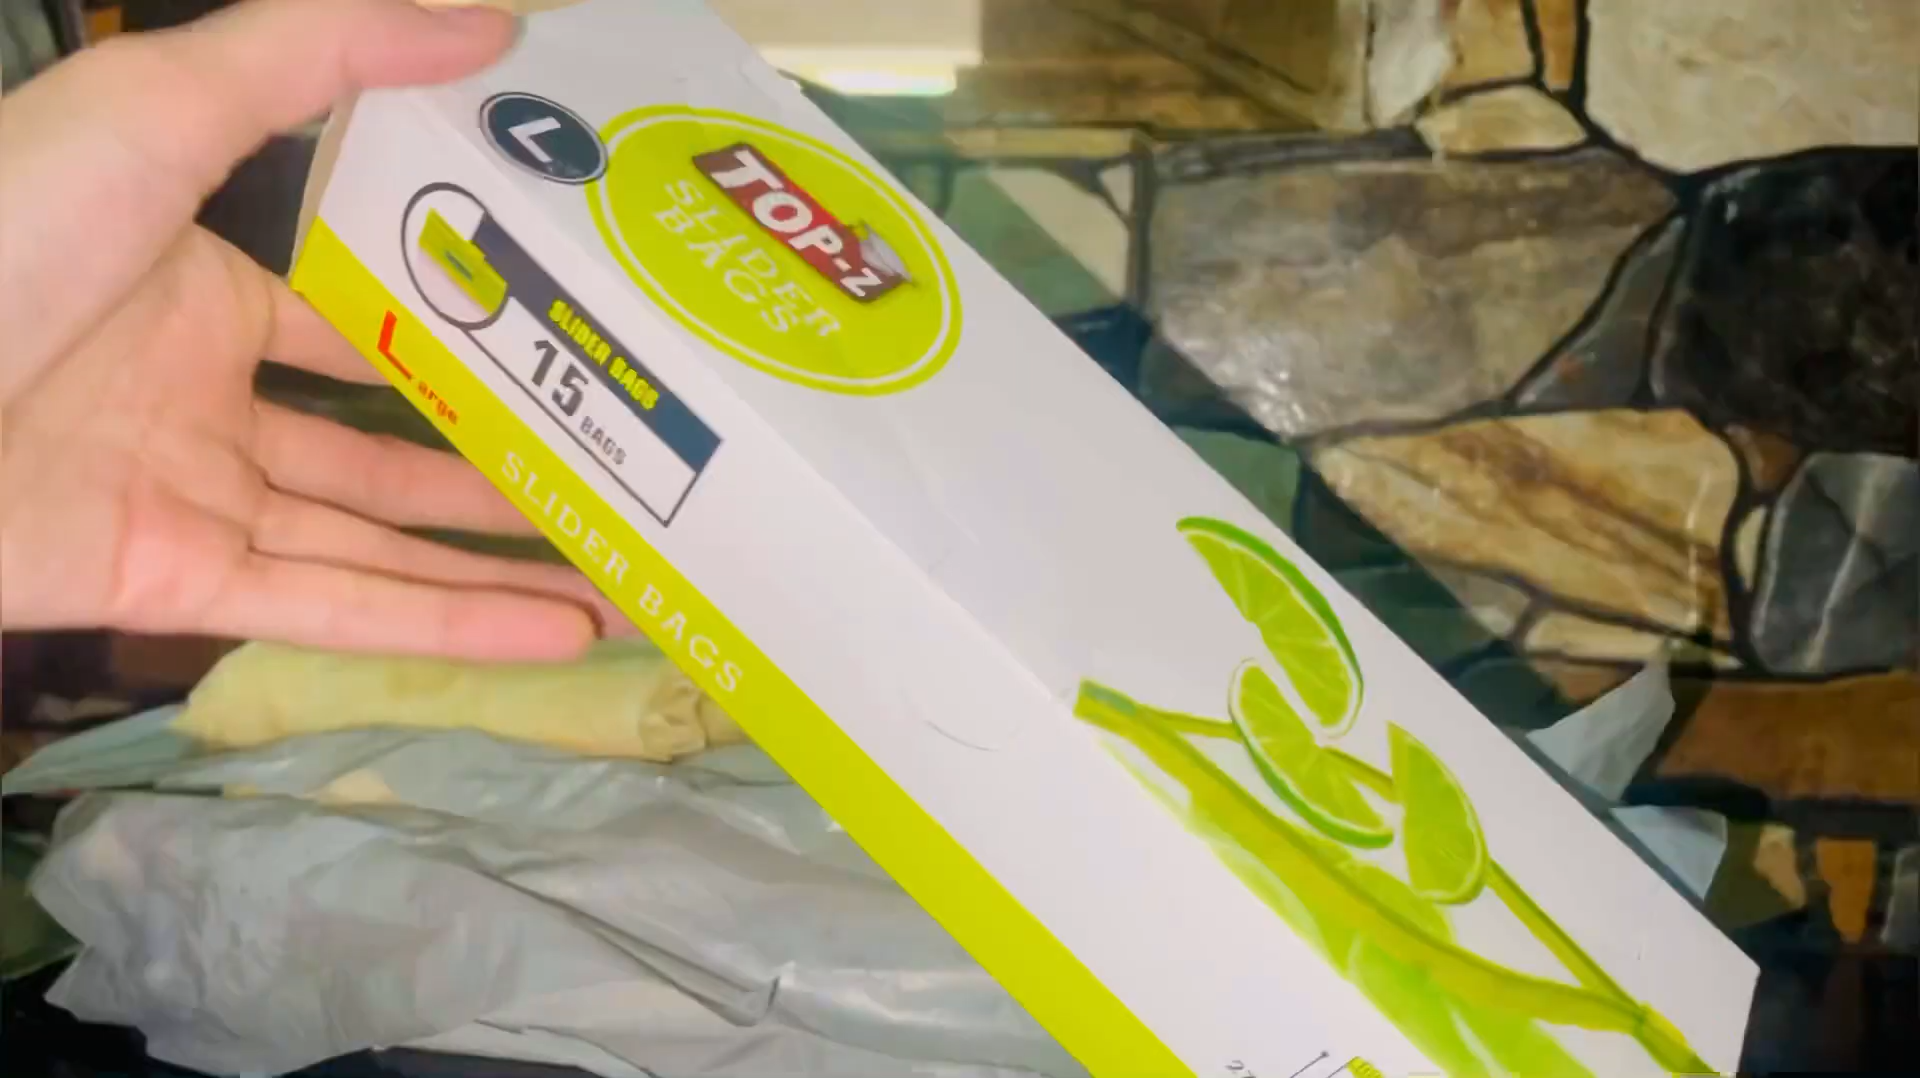 L
TOP-Z
SLIDER
BAGS
SLIDER BAGS
15 BAGS
Large
SLIDER BAGS